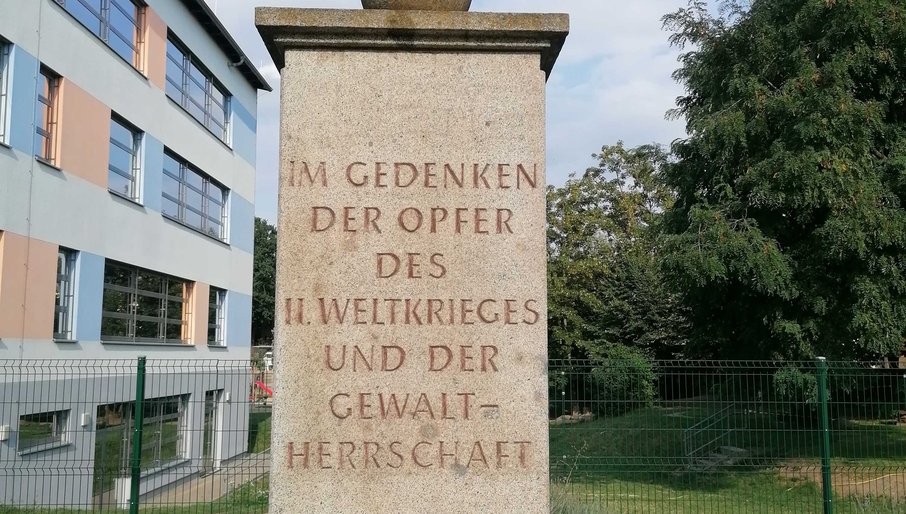 IM GEDENKEN
DER OPFER
DES
II. WELTKRIEGES
UND DER
GEWALT-
HERRSCHAFT